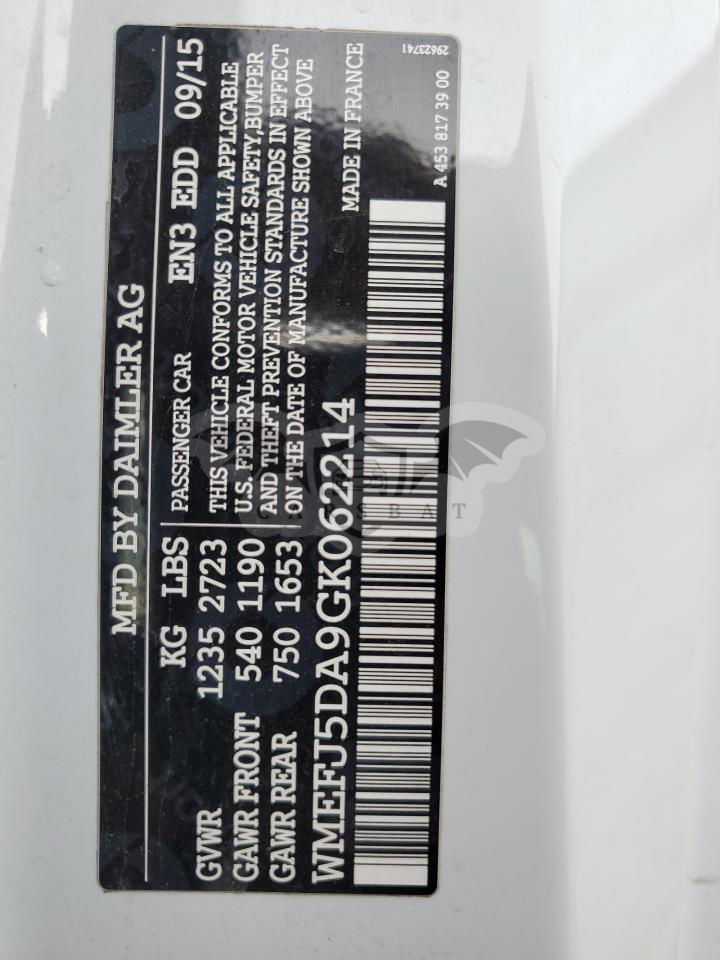 MFD BY DAIMLER AG
KG LBS PASSENGER CAR EN3 EDD 09/15
GVWR 1235 2723 THIS VEHICLE CONFORMS TO ALL APPLICABLE
GAWR FRONT 540 1190 U.S. FEDERAL MOTOR VEHICLE SAFETY,BUMPER
AND THEFT PREVENTION STANDARDS IN EFFECT
GAWR REAR 750 1653 ON THE DATE OF MANUFACTURE SHOWN ABOVE
WMEFJ5DA9GK062214 MADE IN FRANCE
A 453 817 39 00
29623741